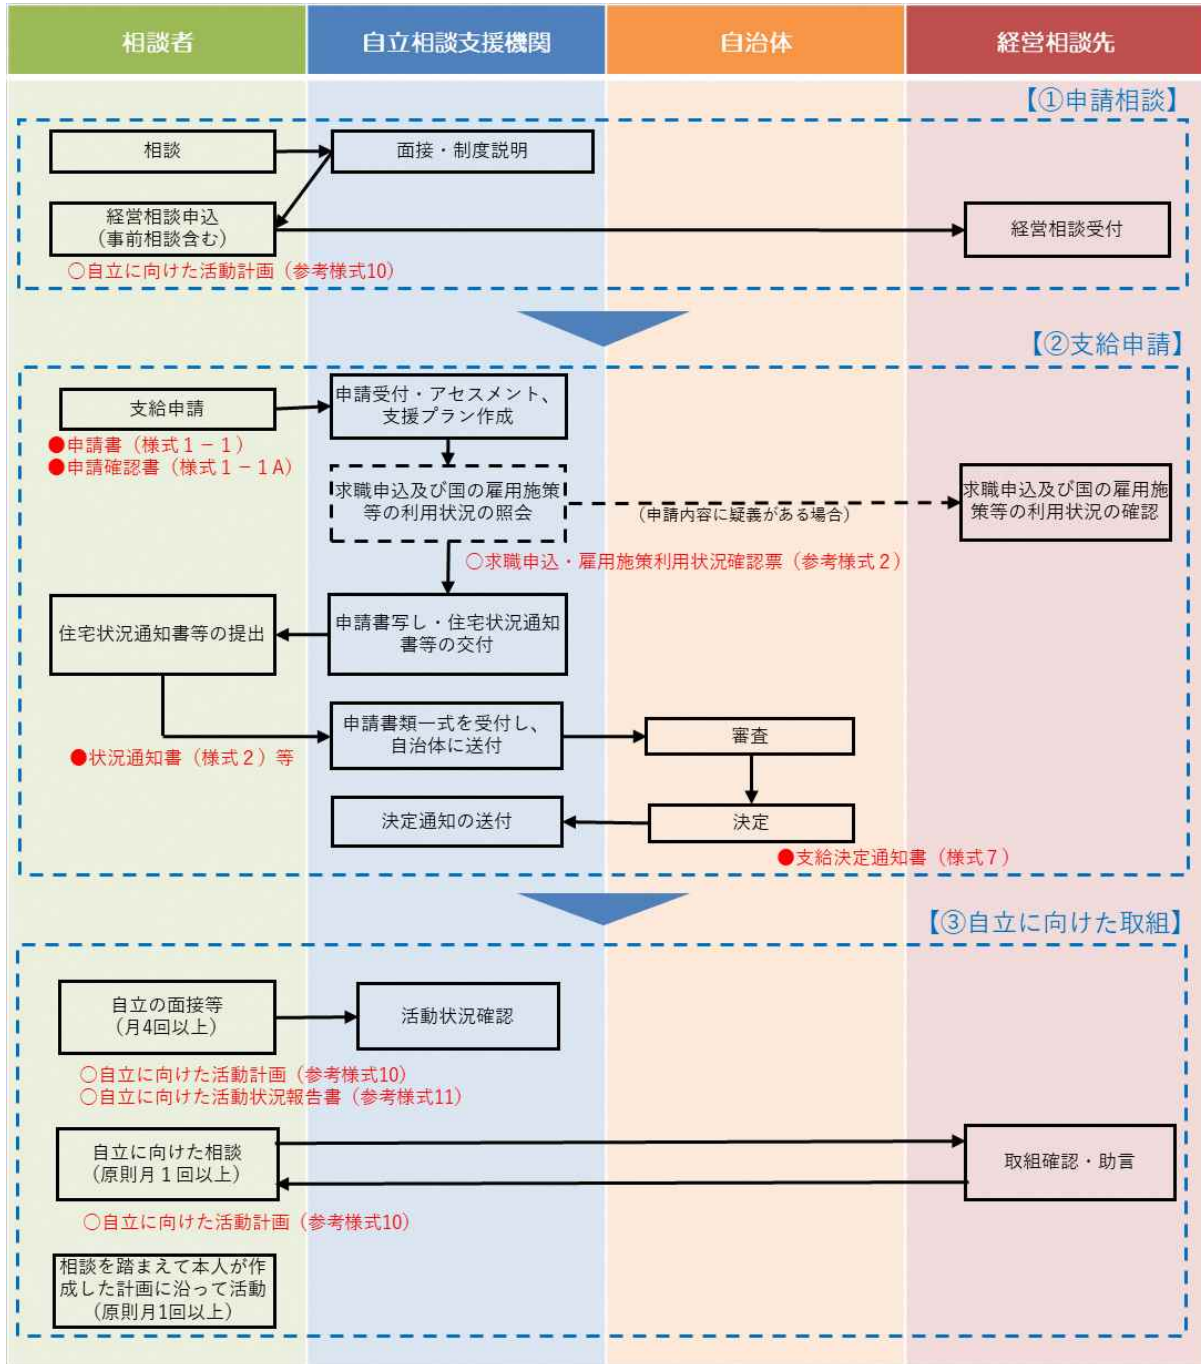 相談者
自立相談支援機関
自治体
経営相談先
【①申請相談】
相談
面接・制度説明
経営相談申込
(事前相談含む)
経営相談受付
○自立に向けた活動計画（参考様式10）
【②支給申請】
支給申請
申請受付・アセスメント、
支援プラン作成
●申請書（様式１－１）
●申請確認書（様式１－１A）
求職申込及び国の雇用施策
等の利用状況の照会
（申請内容に疑義がある場合）
求職申込及び国の雇用施
策等の利用状況の確認
○求職申込・雇用施策利用状況確認票（参考様式２）
住宅状況通知書等の提出
申請書写し・住宅状況通知
書等の交付
申請書類一式を受付し、
自治体に送付
審査
●状況通知書（様式２）等
決定通知の送付
決定
●支給決定通知書（様式７）
【③自立に向けた取組】
自立の面接等
(月4回以上)
活動状況確認
○自立に向けた活動計画（参考様式10）
○自立に向けた活動状況報告書（参考様式11）
自立に向けた相談
(原則月１回以上)
取組確認・助言
○自立に向けた活動計画（参考様式10）
相談を踏まえて本人が作
成した計画に沿って活動
(原則月1回以上)